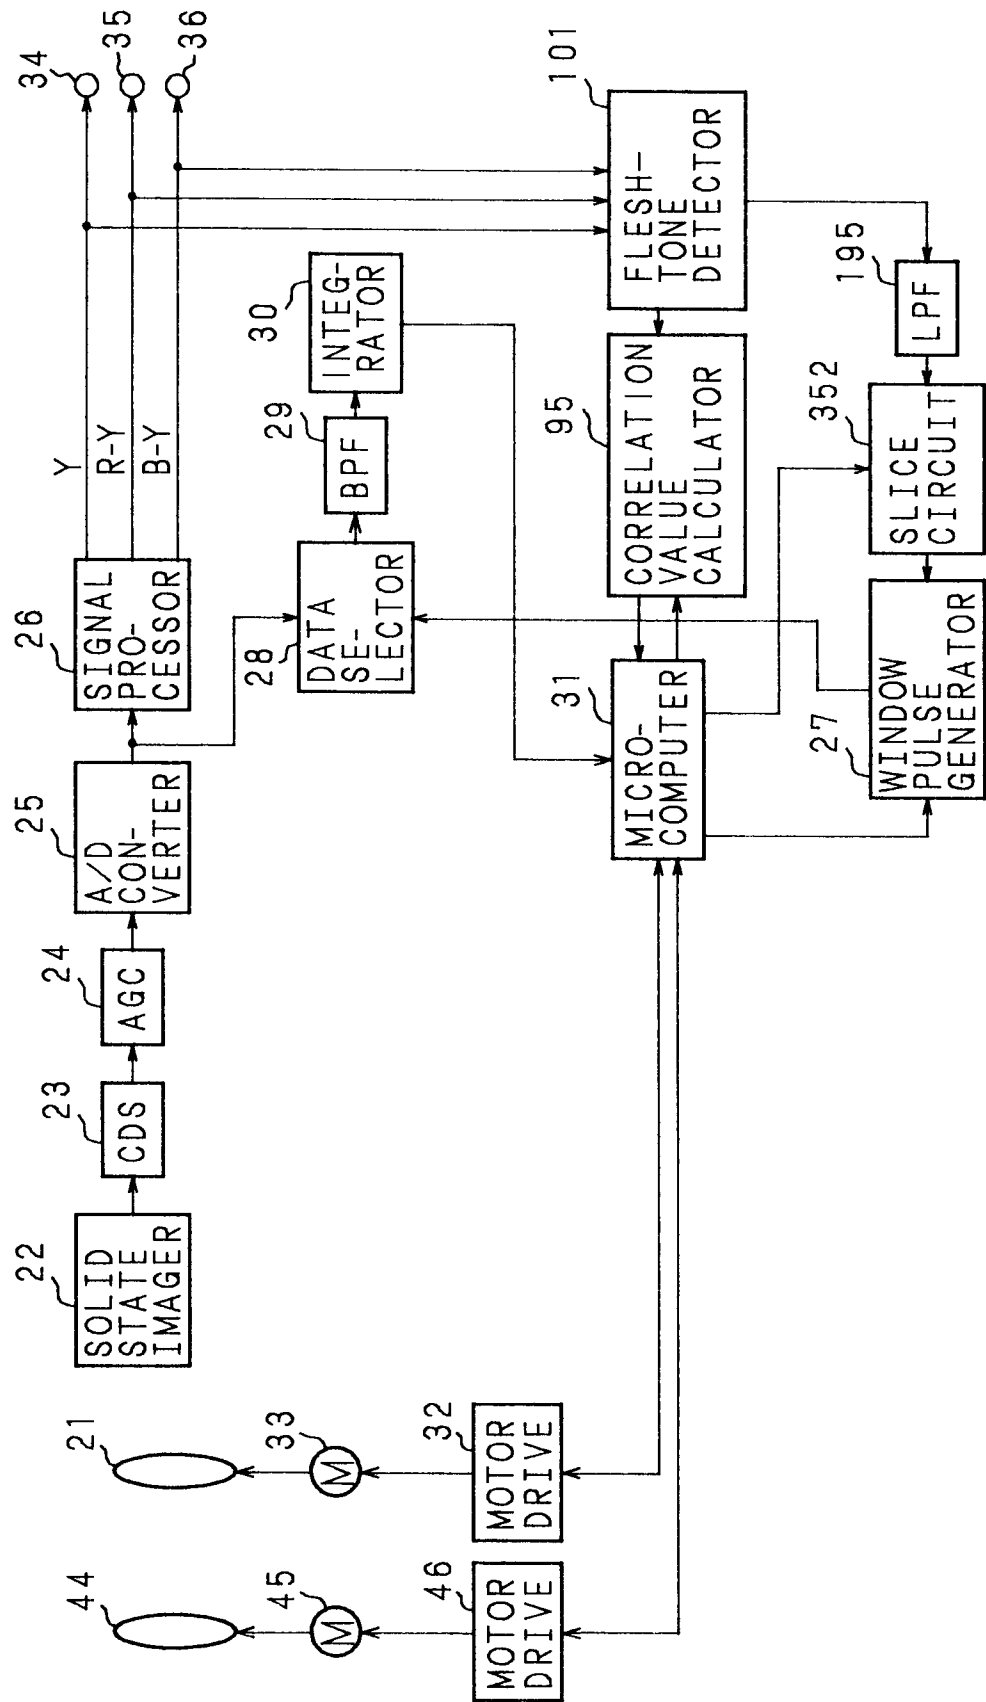 44
21
22
SOLID
STATE
IMAGER
23
CDS
24
AGC
25
A/D
CON-
VERTER
26
SIGNAL
PRO-
CESSOR
Y
R-Y
B-Y
34
35
36
45
M
33
M
28
DATA
SE-
LECTOR
29
BPF
30
INTEG-
RATOR
46
MOTOR
DRIVE
32
MOTOR
DRIVE
31
MICRO-
COMPUTER
95
CORRELATION
VALUE
CALCULATOR
101
FLESH-
TONE
DETECTOR
27
WINDOW
PULSE
GENERATOR
352
SLICE
CIRCUIT
195
LPF